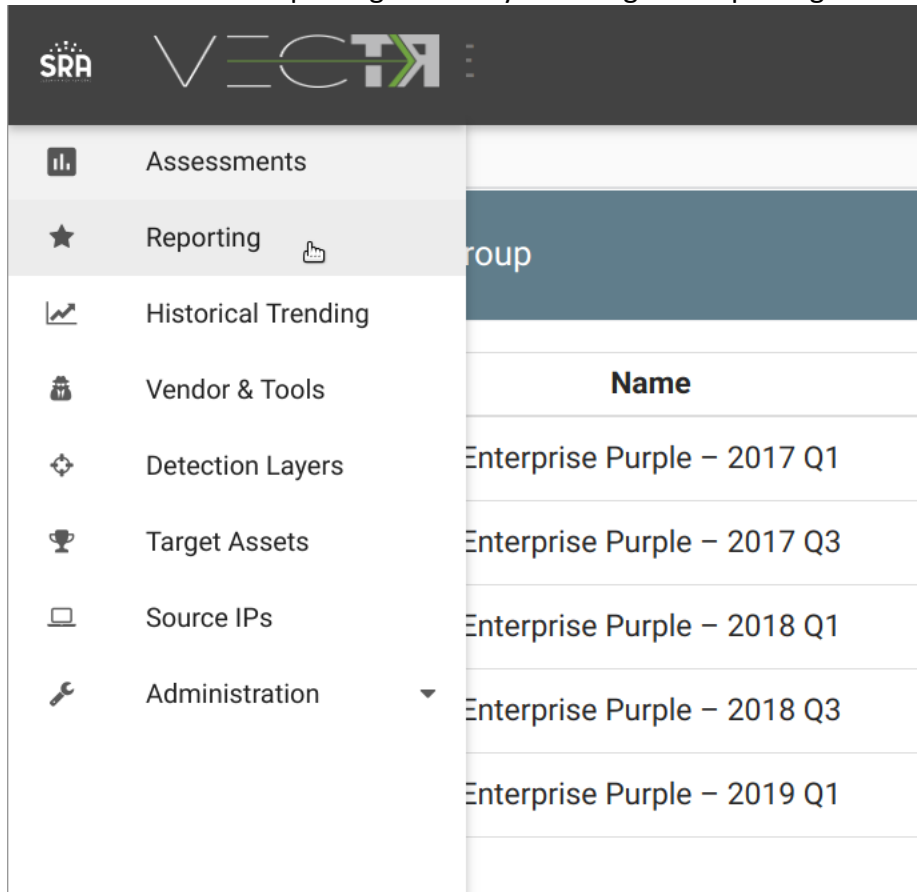 SRA VECTR
Assessments
Reporting
Historical Trending
Vendor & Tools
Detection Layers
Target Assets
Source IPs
Administration
roup
Name
Enterprise Purple – 2017 Q1
Enterprise Purple – 2017 Q3
Enterprise Purple – 2018 Q1
Enterprise Purple – 2018 Q3
Enterprise Purple – 2019 Q1